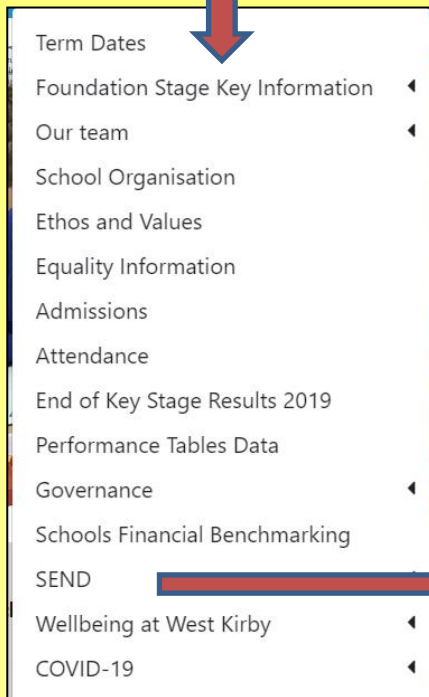 Term Dates
Foundation Stage Key Information
Our team
School Organisation
Ethos and Values
Equality Information
Admissions
Attendance
End of Key Stage Results 2019
Performance Tables Data
Governance
Schools Financial Benchmarking
SEND
Wellbeing at West Kirby
COVID-19